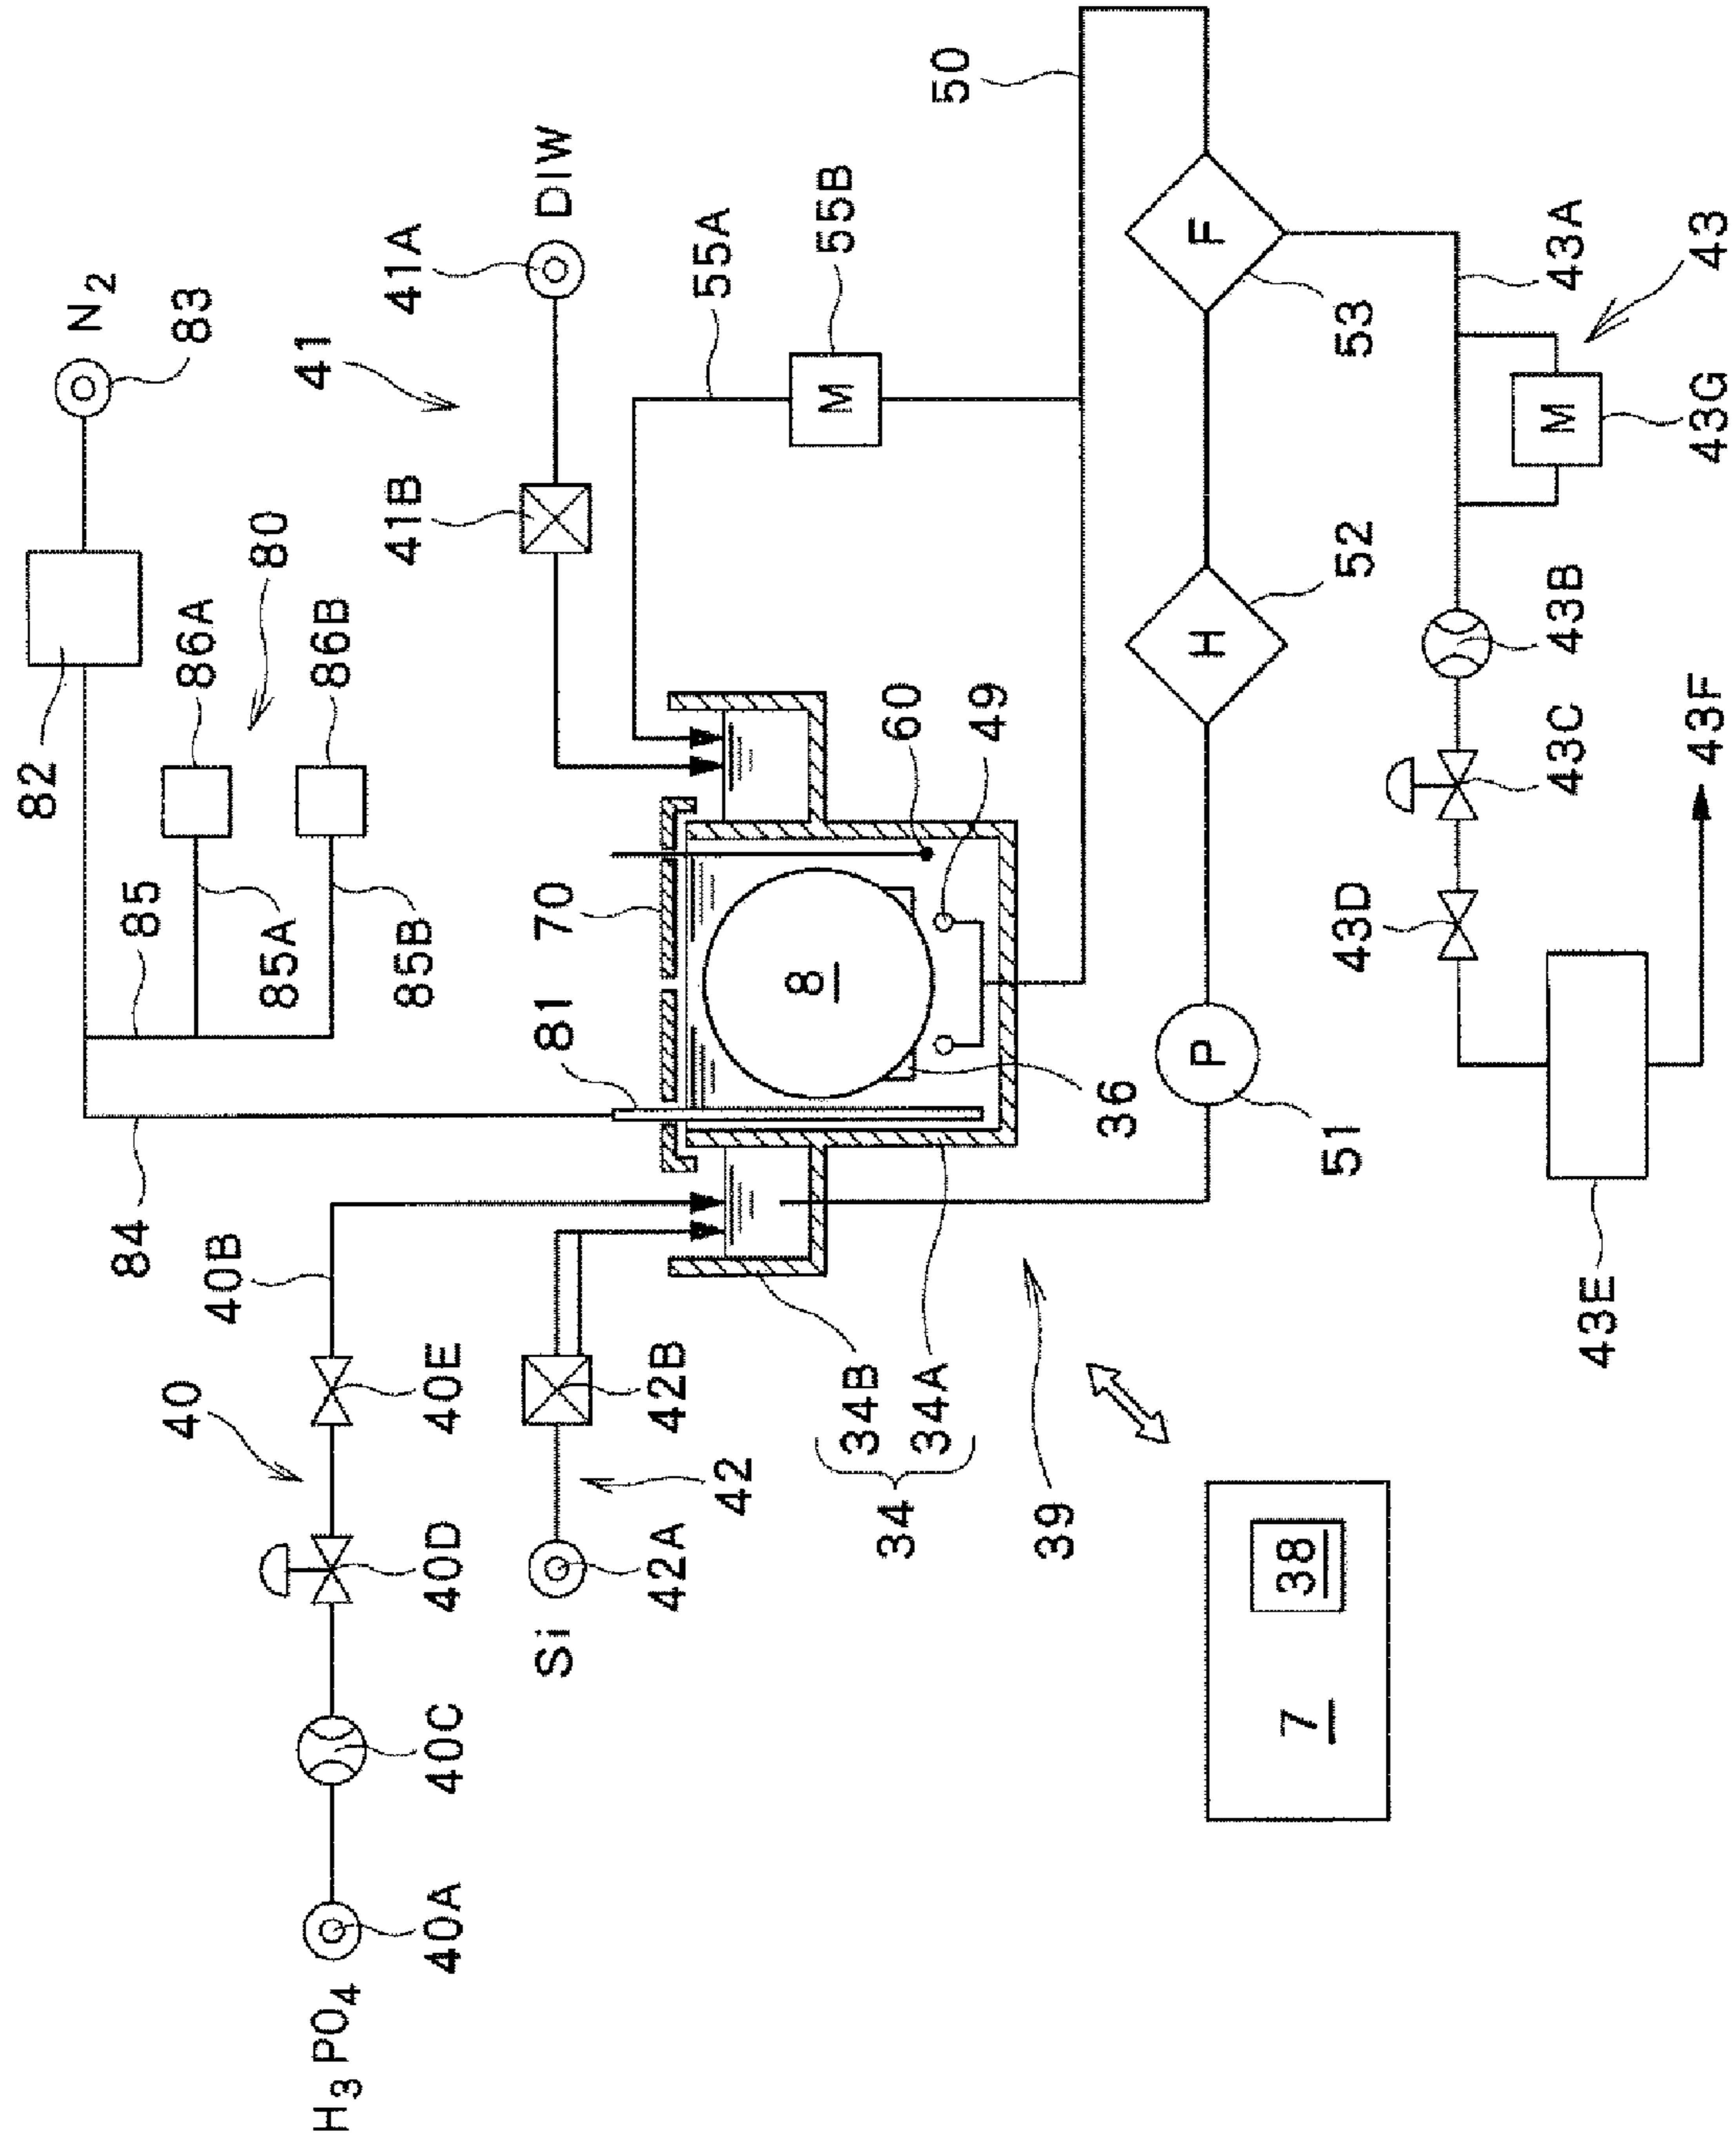 N2
83
82
86A
80
86B
85
85A
85B
84
81
70
41
41A
DIW
41B
55A
55B
50
40B
40
40E
40D
40C
40A
H3PO4
Si
42A
42
42B
34B
34A
34
39
8
60
49
36
P
51
H
52
F
53
M
M
43A
43
43G
43B
43C
43D
43E
43F
7
38